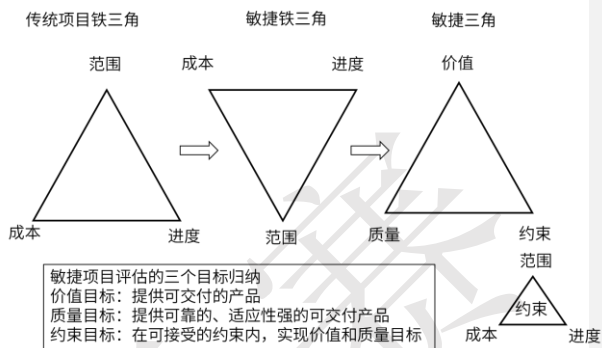 传统项目铁三角
敏捷铁三角
敏捷三角
范围
成本
进度
价值
成本
进度
范围
质量
约束
范围
约束
成本
进度
敏捷项目评估的三个目标归纳
价值目标：提供可交付的产品
质量目标：提供可靠的、适应性强的可交付产品
约束目标：在可接受的约束内，实现价值和质量目标